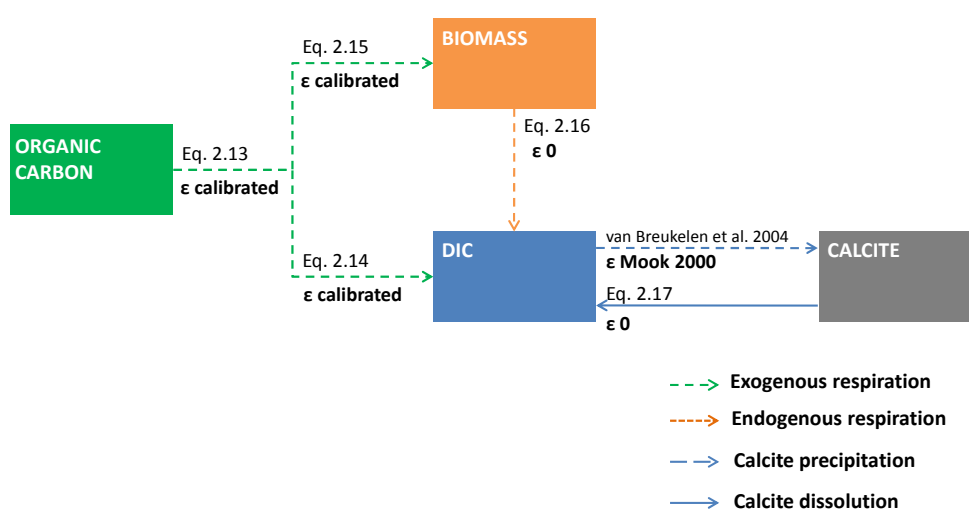 Eq. 2.15
ε calibrated
BIOMASS
ORGANIC
CARBON
Eq. 2.13
ε calibrated
Eq. 2.16
ε 0
Eq. 2.14
ε calibrated
DIC
van Breukelen et al. 2004
ε Mook 2000
Eq. 2.17
ε 0
CALCITE
Exogenous respiration
Endogenous respiration
Calcite precipitation
Calcite dissolution